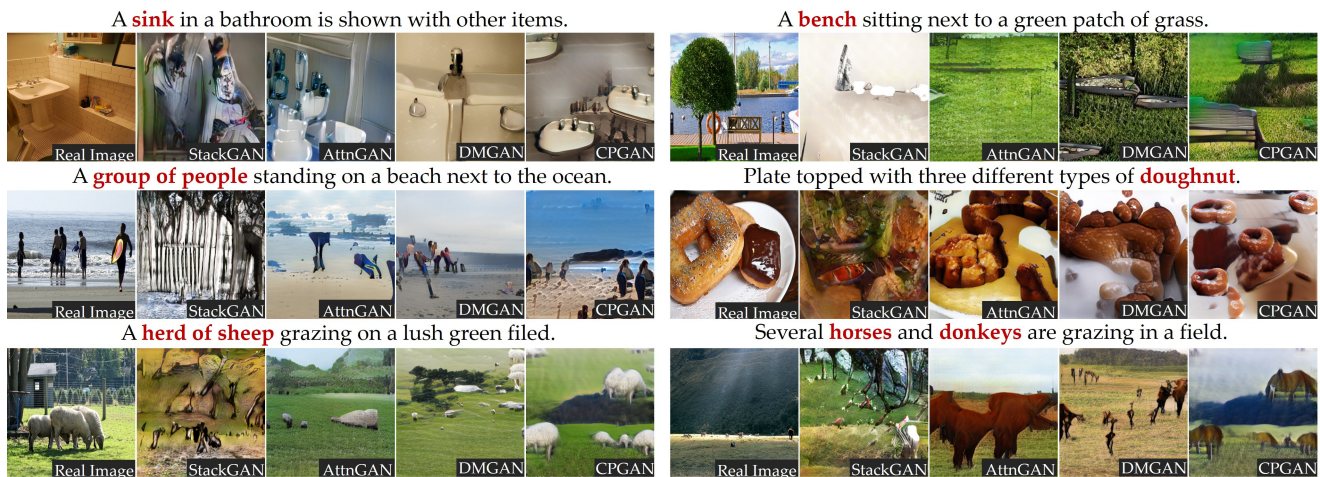 A sink in a bathroom is shown with other items.
Real Image StackGAN AttnGAN DMGAN CPGAN
A bench sitting next to a green patch of grass.
Real Image StackGAN AttnGAN DMGAN CPGAN
A group of people standing on a beach next to the ocean.
Real Image StackGAN AttnGAN DMGAN CPGAN
Plate topped with three different types of doughnut.
Real Image StackGAN AttnGAN DMGAN CPGAN
A herd of sheep grazing on a lush green filed.
Real Image StackGAN AttnGAN DMGAN CPGAN
Several horses and donkeys are grazing in a field.
Real Image StackGAN AttnGAN DMGAN CPGAN